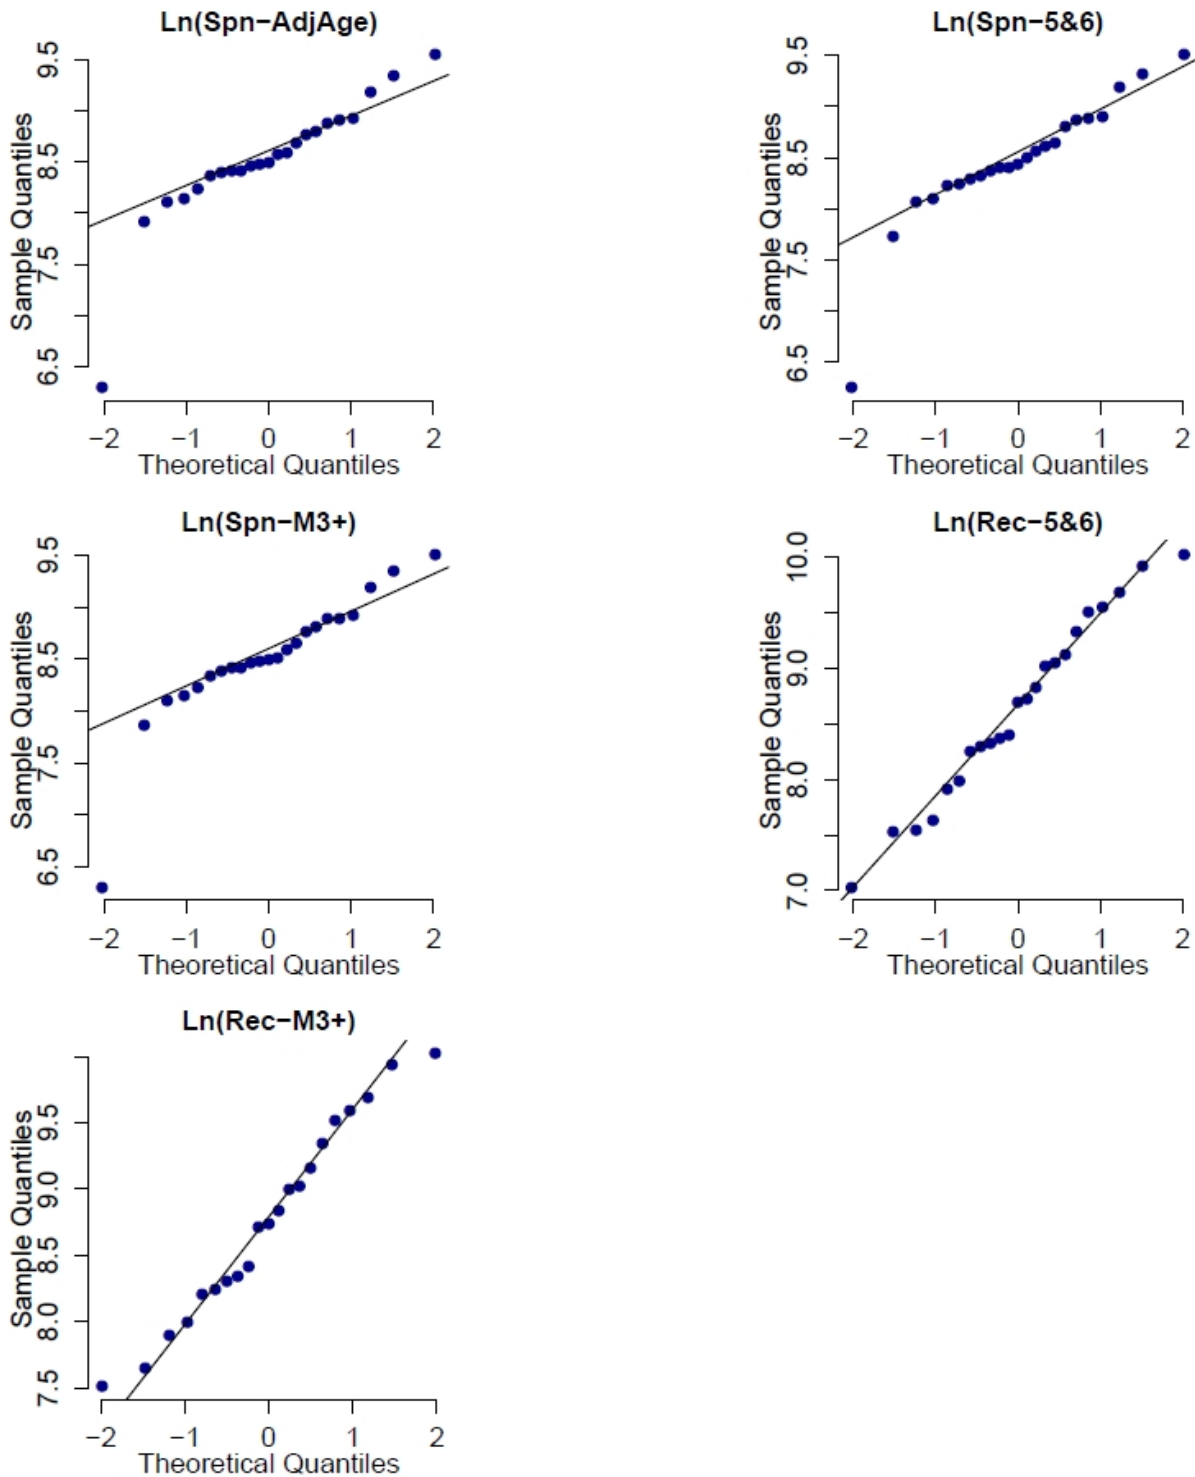 Ln(Spn−AdjAge)
Sample Quantiles
6.5 7.5 8.5 9.5
−2 −1 0 1 2
Theoretical Quantiles
Ln(Spn−5&6)
Sample Quantiles
6.5 7.5 8.5 9.5
−2 −1 0 1 2
Theoretical Quantiles
Ln(Spn−M3+)
Sample Quantiles
6.5 7.5 8.5 9.5
−2 −1 0 1 2
Theoretical Quantiles
Ln(Rec−5&6)
Sample Quantiles
7.0 8.0 9.0 10.0
−2 −1 0 1 2
Theoretical Quantiles
Ln(Rec−M3+)
Sample Quantiles
7.5 8.0 8.5 9.0 9.5
−2 −1 0 1 2
Theoretical Quantiles